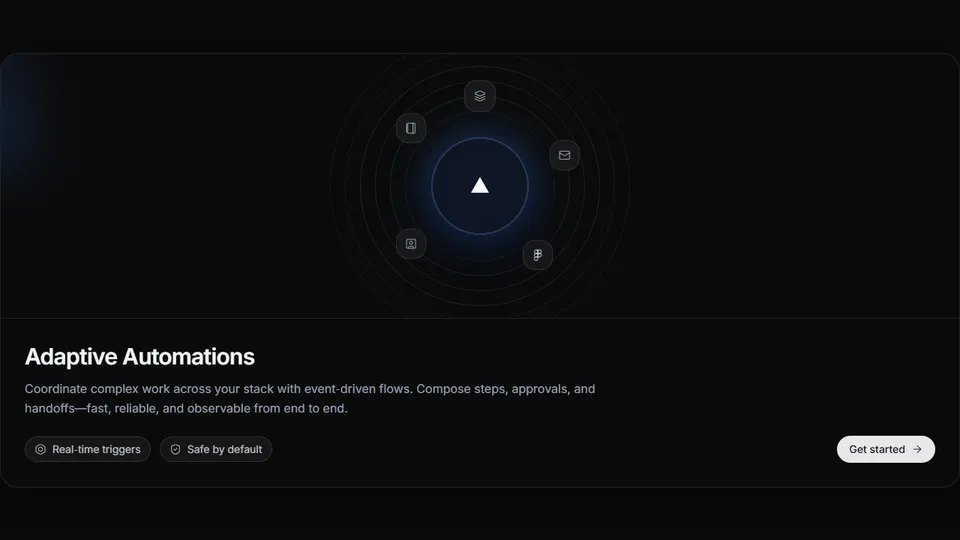 Adaptive Automations
Coordinate complex work across your stack with event-driven flows. Compose steps, approvals, and
handoffs—fast, reliable, and observable from end to end.
Real-time triggers
Safe by default
Get started